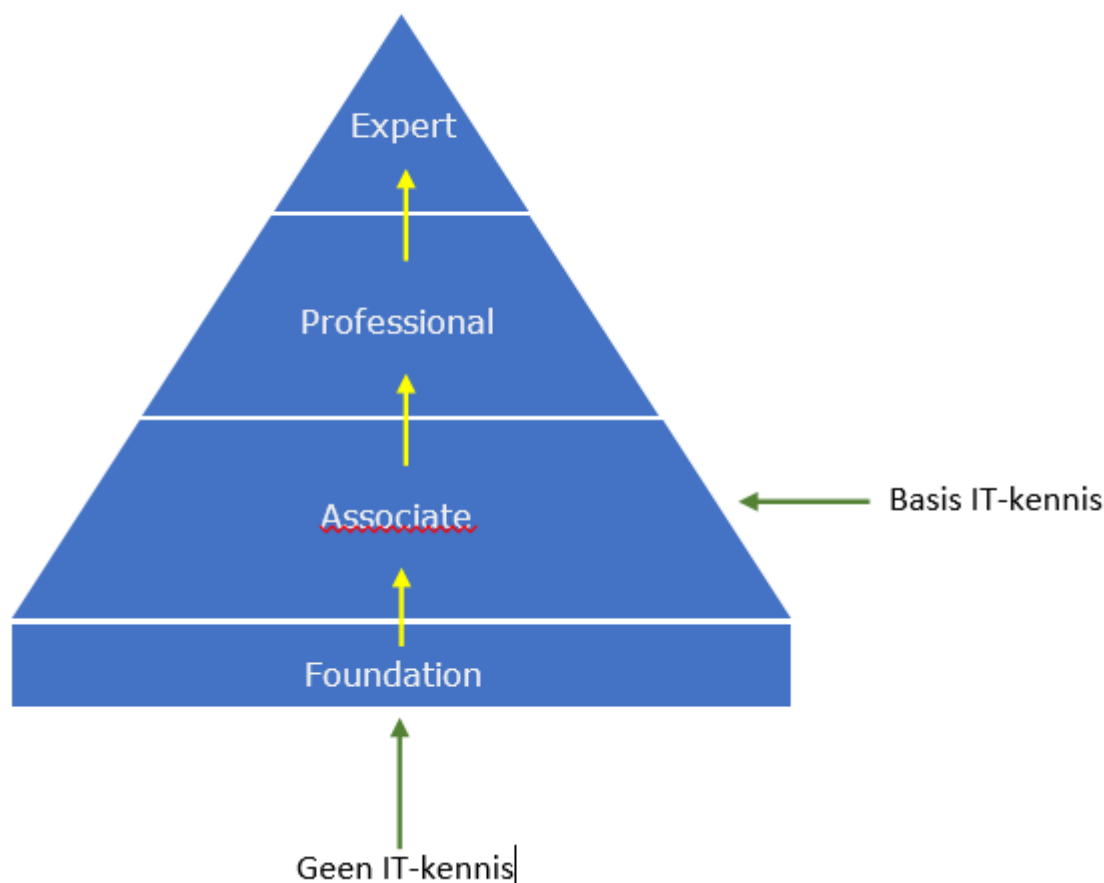 Expert
Professional
Associate
Basis IT-kennis
Foundation
Geen IT-kennis